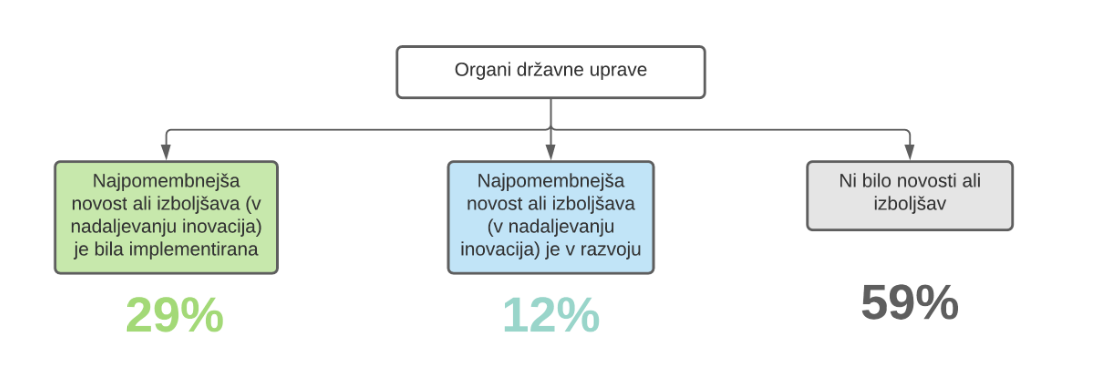 Organi državne uprave
Najpomembnejša
novost ali izboljšava (v
nadaljevanju inovacija)
je bila implementirana
29%
Najpomembnejša
novost ali izboljšava
(v nadaljevanju
inovacija) je v razvoju
12%
Ni bilo novosti ali
izboljšav
59%